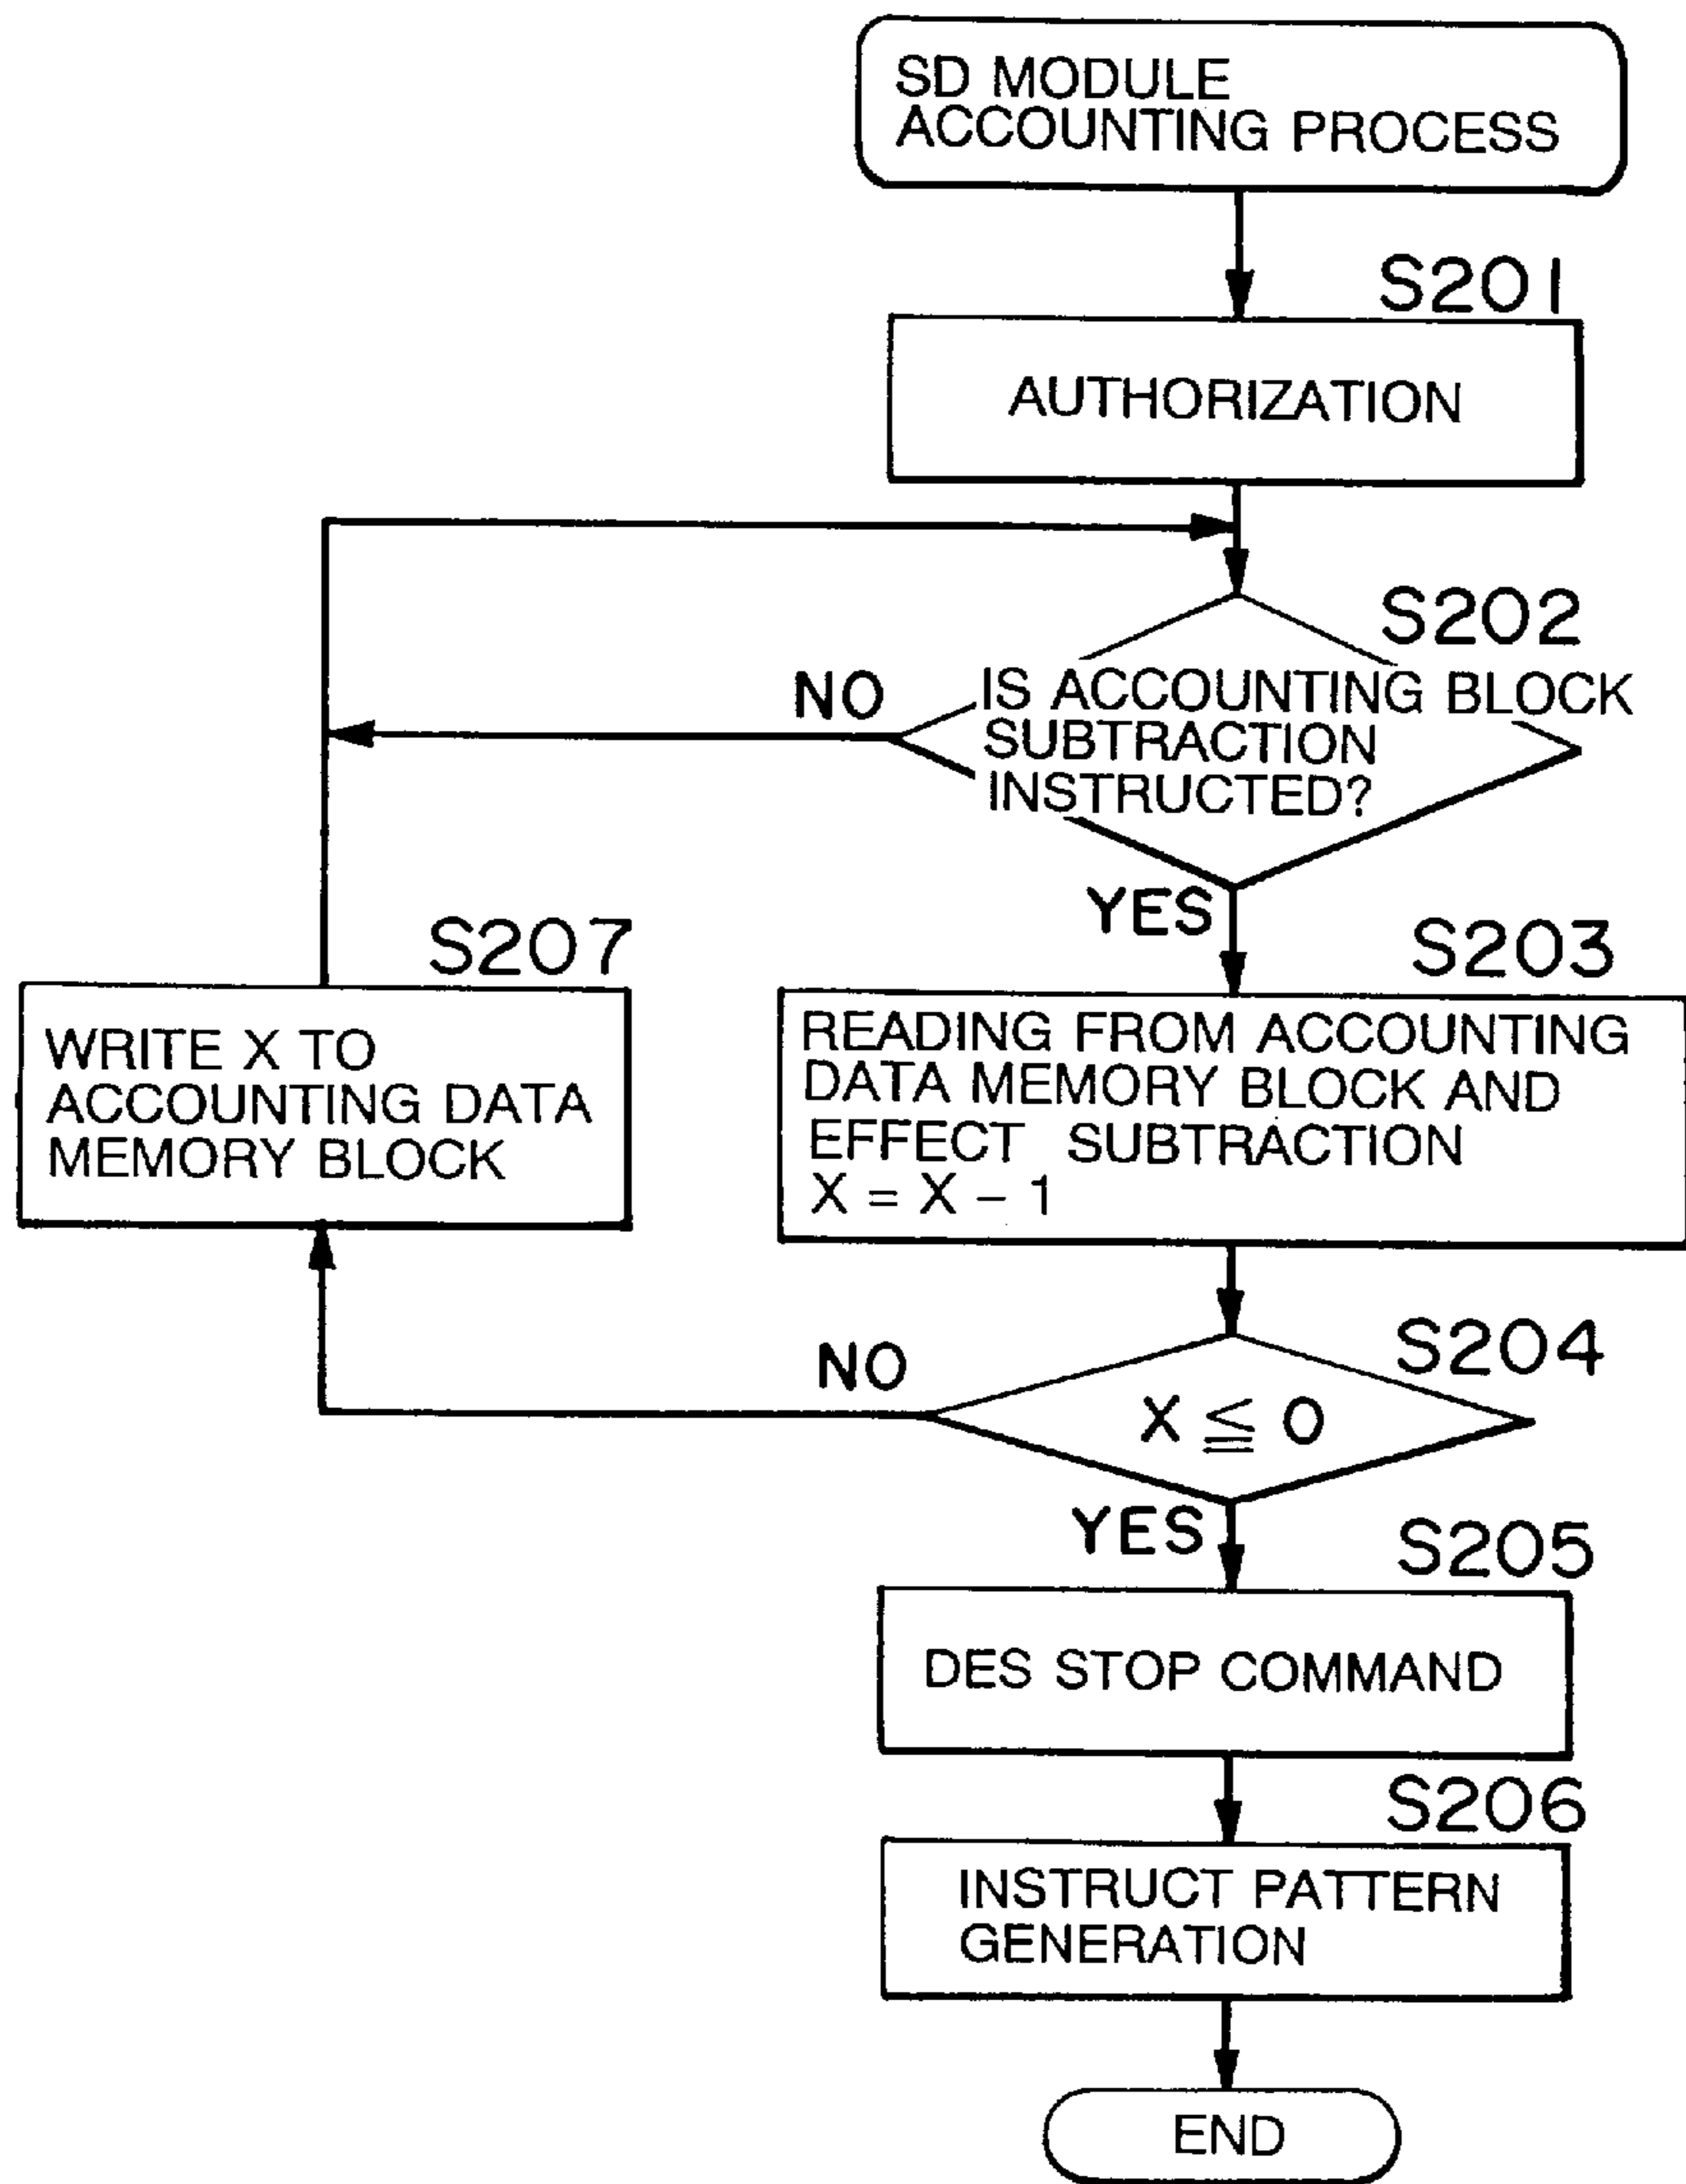 SD MODULE
ACCOUNTING PROCESS
S201
AUTHORIZATION
S202
NO
IS ACCOUNTING BLOCK
SUBTRACTION
INSTRUCTED?
YES
S207
S203
WRITE X TO
ACCOUNTING DATA
MEMORY BLOCK
READING FROM ACCOUNTING
DATA MEMORY BLOCK AND
EFFECT SUBTRACTION
X = X – 1
S204
NO
X ≦ 0
YES
S205
DES STOP COMMAND
S206
INSTRUCT PATTERN
GENERATION
END